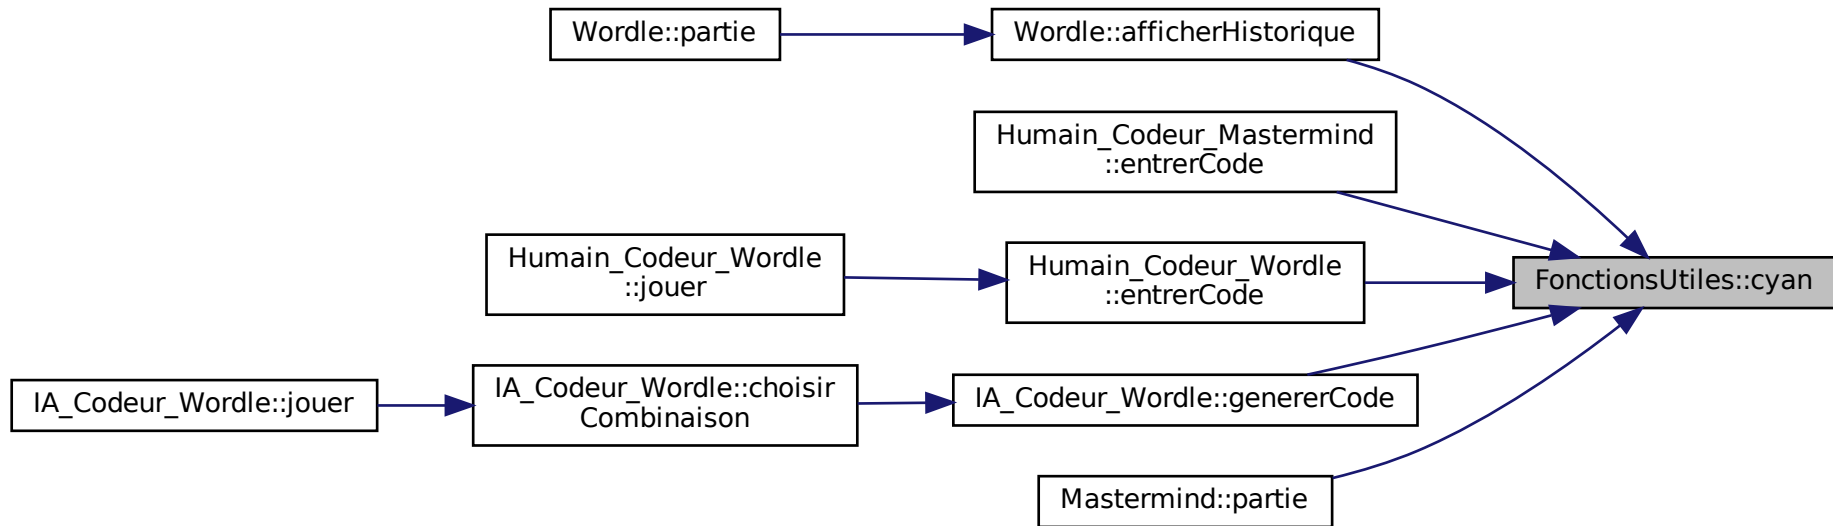 Wordle::partie
Wordle::afficherHistorique
Humain_Codeur_Mastermind
::entrerCode
Humain_Codeur_Wordle
::jouer
Humain_Codeur_Wordle
::entrerCode
FonctionsUtiles::cyan
IA_Codeur_Wordle::jouer
IA_Codeur_Wordle::choisir
Combinaison
IA_Codeur_Wordle::genererCode
Mastermind::partie